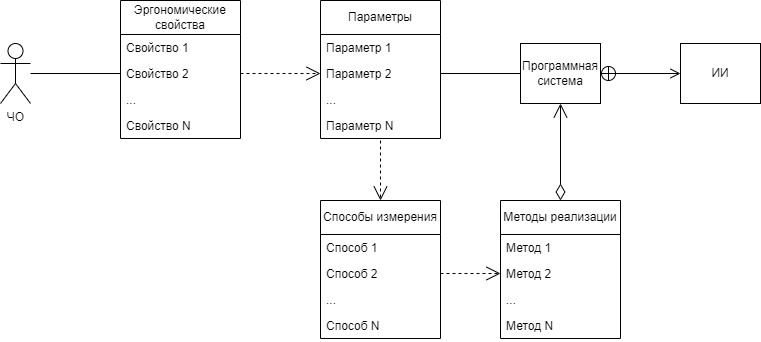 Эргономические
свойства
Свойство 1
Свойство 2
...
Свойство N
ЧО
Параметры
Параметр 1
Параметр 2
...
Параметр N
Программная
система
ИИ
Способы измерения
Способ 1
Способ 2
...
Способ N
Методы реализации
Метод 1
Метод 2
...
Метод N